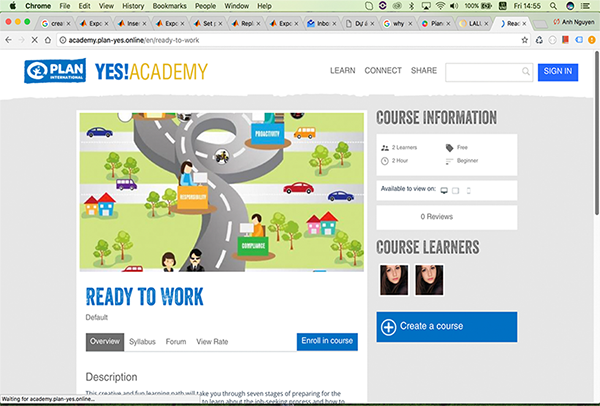 Chrome File Edit View History Bookmarks People Window Help 100% Fri 14:55
Expo
Inse
Expo
Set
Repl
Expo
Inbo
Dự á
why
Plan
LALI
Read
Anh Nguyen
academy.plan-yes.online/en/ready-to-work
PLAN INTERNATIONAL
YES!ACADEMY
LEARN CONNECT SHARE SIGN IN
PROACTIVITY
RESPONSIBILITY
COMPLIANCE
READY TO WORK
Default
Overview Syllabus Forum View Rate Enroll in course
Description
This creative and fun learning path will take you through seven stages of preparing for the
to learn about the job-seeking process and how to
COURSE INFORMATION
2 Learners Free
2 Hour Beginner
Available to view on:
0 Reviews
COURSE LEARNERS
Create a course
Waiting for academy.plan-yes.online...